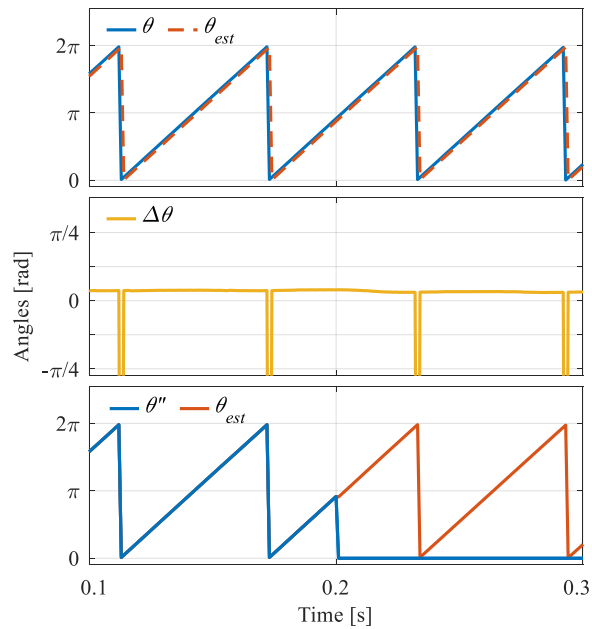 θ θest
2π
π
0
Δθ
π/4
0
-π/4
Angles [rad]
θ" θest
2π
π
0
0.1 0.2 0.3
Time [s]